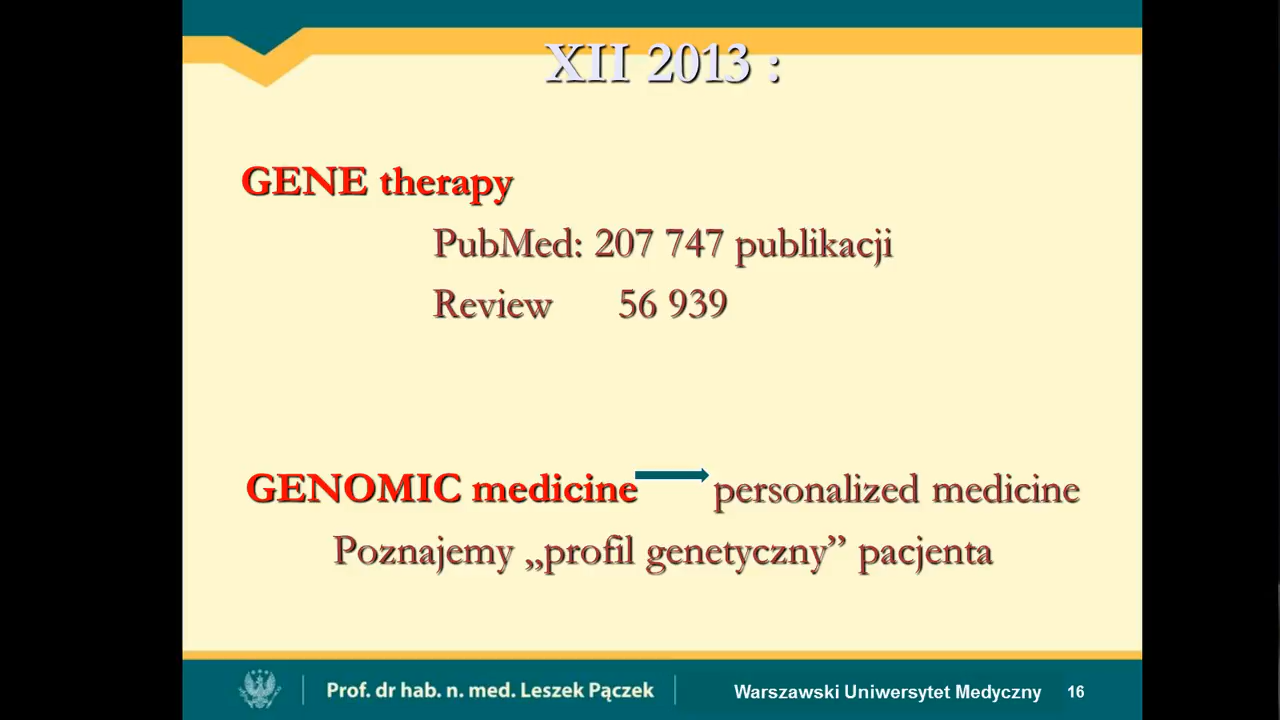 XII 2013 :
GENE therapy
PubMed: 207 747 publikacji
Review 56 939
GENOMIC medicine personalized medicine
Poznajemy „profil genetyczny” pacjenta
Prof. dr hab. n. med. Leszek Pączek Warszawski Uniwersytet Medyczny 16